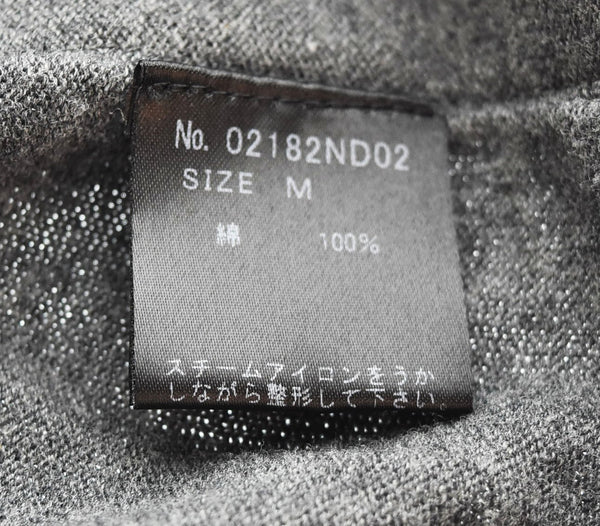 No. 02182ND02
SIZE M
綿 100%
スチームアイロンをうか
しながら整形して下さい.